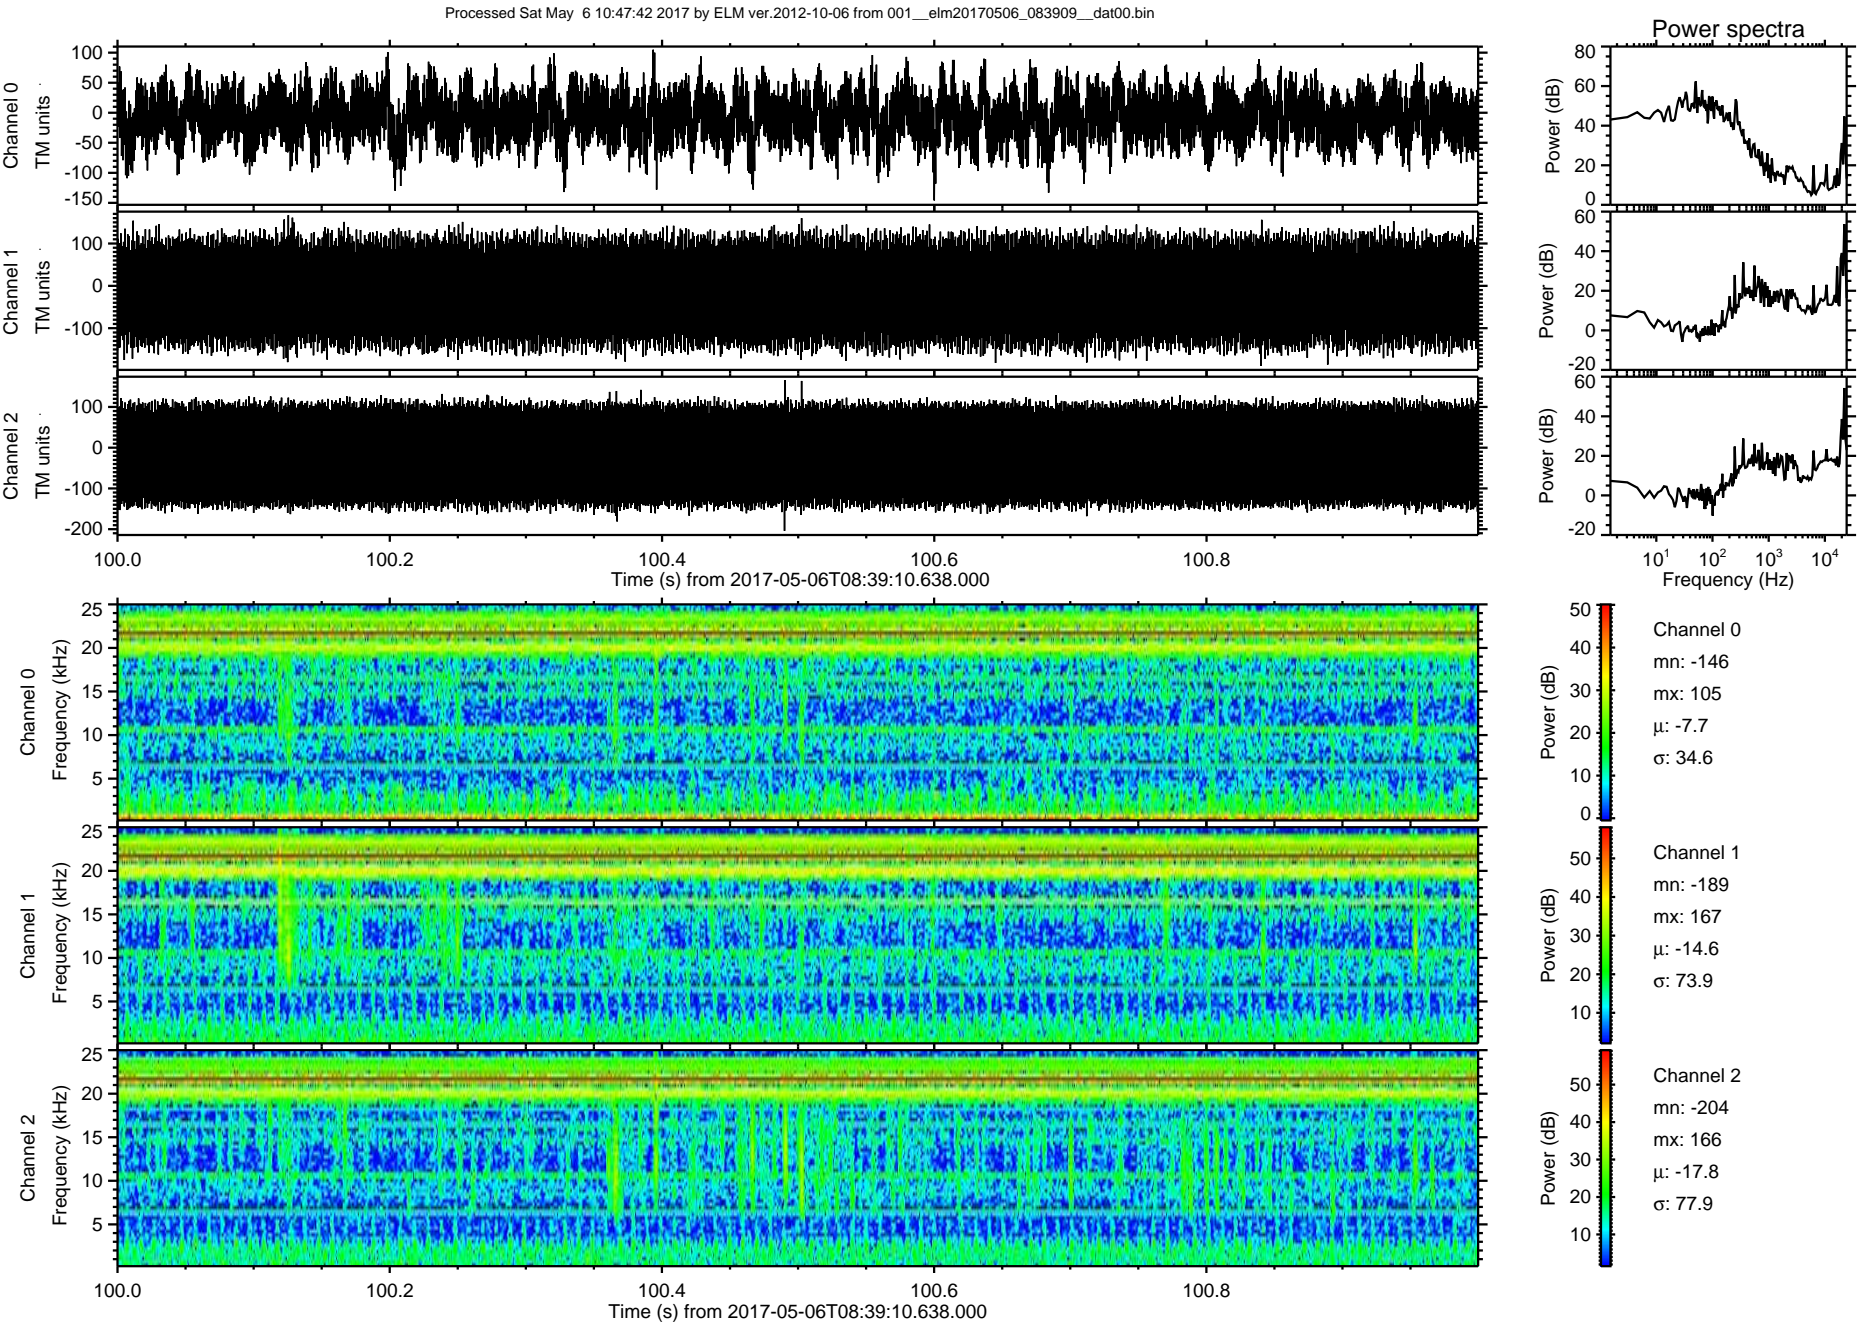 Processed Sat May  6 10:47:42 2017 by ELM ver.2012-10-06 from 001__elm20170506_083909__dat00.bin
Power spectra
Channel 0
TM units
100
50
0
-50
-100
-150
Power (dB)
80
60
40
20
0
Channel 1
TM units
100
0
-100
Power (dB)
60
40
20
0
-20
Channel 2
TM units
100
0
-100
-200
Power (dB)
60
40
20
0
-20
100.0 100.2 100.4 100.6 100.8
Time (s) from 2017-05-06T08:39:10.638.000
10^1 10^2 10^3 10^4
Frequency (Hz)
Channel 0
Frequency (kHz)
25
20
15
10
5
Power (dB)
50
40
30
20
10
0
Channel 0
mn: -146
mx: 105
μ: -7.7
σ: 34.6
Channel 1
Frequency (kHz)
25
20
15
10
5
Power (dB)
50
40
30
20
10
Channel 1
mn: -189
mx: 167
μ: -14.6
σ: 73.9
Channel 2
Frequency (kHz)
25
20
15
10
5
Power (dB)
50
40
30
20
10
Channel 2
mn: -204
mx: 166
μ: -17.8
σ: 77.9
100.0 100.2 100.4 100.6 100.8
Time (s) from 2017-05-06T08:39:10.638.000